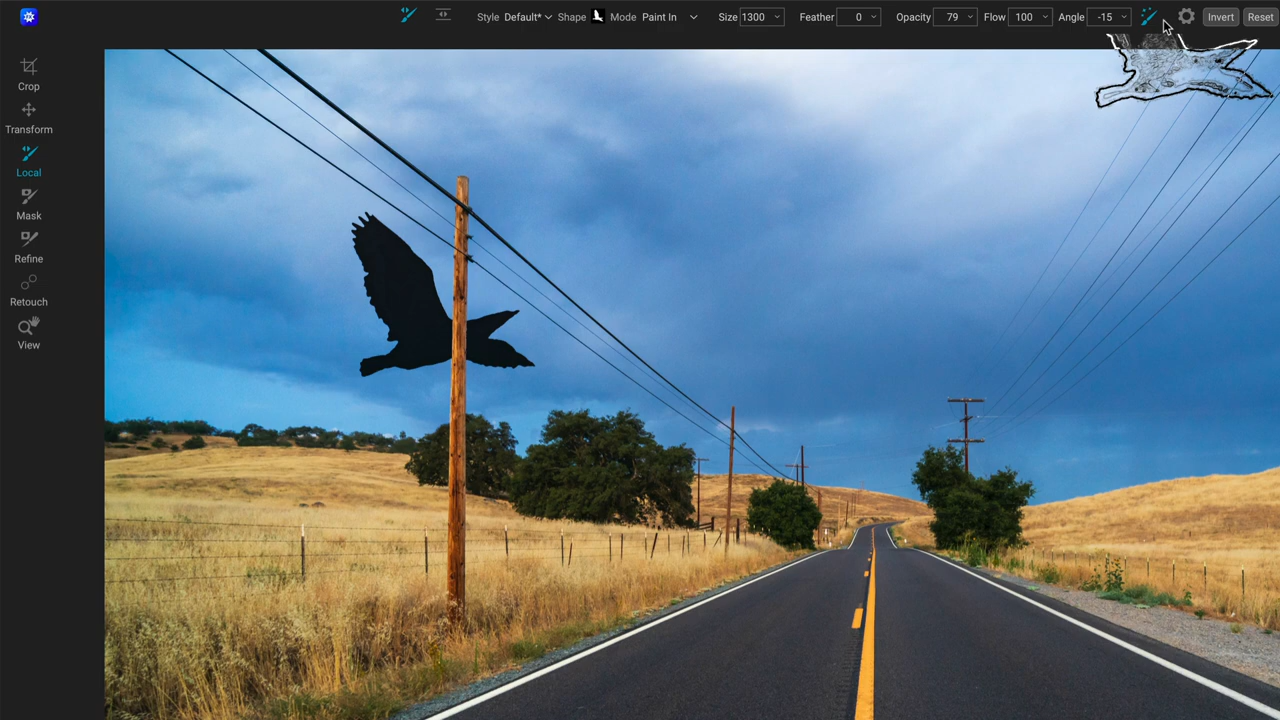 Style Default* Shape Mode Paint In Size 1300 Feather 0 Opacity 79 Flow 100 Angle -15 Invert Reset
Crop
Transform
Local
Mask
Refine
Retouch
View